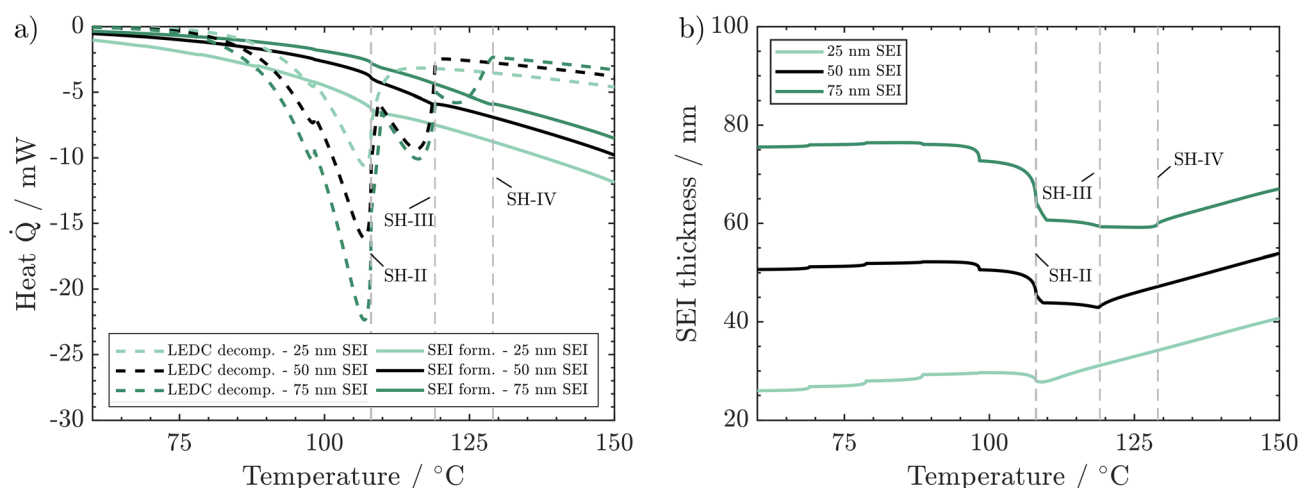 a)
0
-5
-10
-15
-20
-25
-30
Heat Q̇ / mW
SH-III
SH-IV
SH-II
LEDC decomp. - 25 nm SEI
SEI form. - 25 nm SEI
LEDC decomp. - 50 nm SEI
SEI form. - 50 nm SEI
LEDC decomp. - 75 nm SEI
SEI form. - 75 nm SEI
75
100
125
150
Temperature / °C
b)
100
80
60
40
20
SEI thickness / nm
25 nm SEI
50 nm SEI
75 nm SEI
SH-III
SH-IV
SH-II
75
100
125
150
Temperature / °C